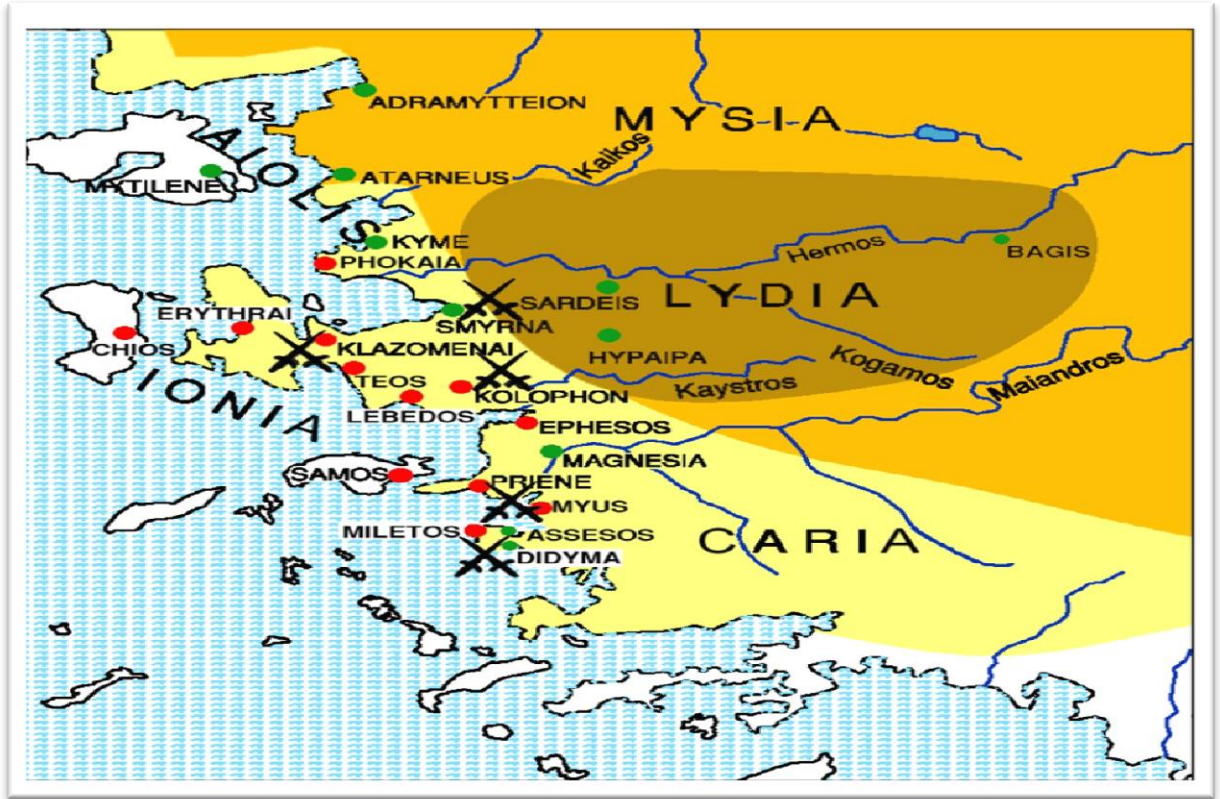 ADRAMYTTEION
MYSIA
Kaikos
AIOLIS
MYTILENE
ATARNEUS
KYME
Hermos
BAGIS
PHOKAIA
LYDIA
SARDEIS
ERYTHRAI
SMYRNA
CHIOS
KLAZOMENAI
HYPAIPA
Kogamos
Maiandros
TEOS
Kaystros
IONIA
KOLOPHON
LEBEDOS
EPHESOS
MAGNESIA
SAMOS
PRIENE
MYUS
MILETOS
ASSESOS
CARIA
DIDYMA